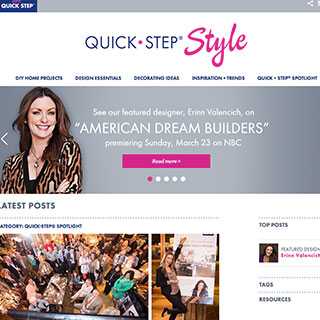 QUICK STEP®
QUICK•STEP® Style
DIY HOME PROJECTS DESIGN ESSENTIALS DECORATING IDEAS INSPIRATION + TRENDS QUICK • STEP® SPOTLIGHT
See our featured designer, Erinn Valencich, on
“AMERICAN DREAM BUILDERS”
premiering Sunday, March 23 on NBC
Read more >
LATEST POSTS
CATEGORY: QUICK-STEP® SPOTLIGHT
TOP POSTS
FEATURED DESIGN
Erinn Valencich
TAGS
RESOURCES